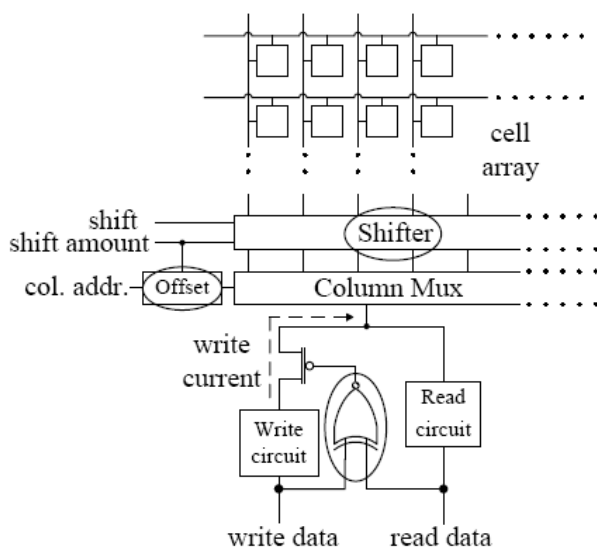 cell
array
shift
shift amount
Shifter
col. addr.
Offset
Column Mux
write
current
Write
circuit
Read
circuit
write data
read data